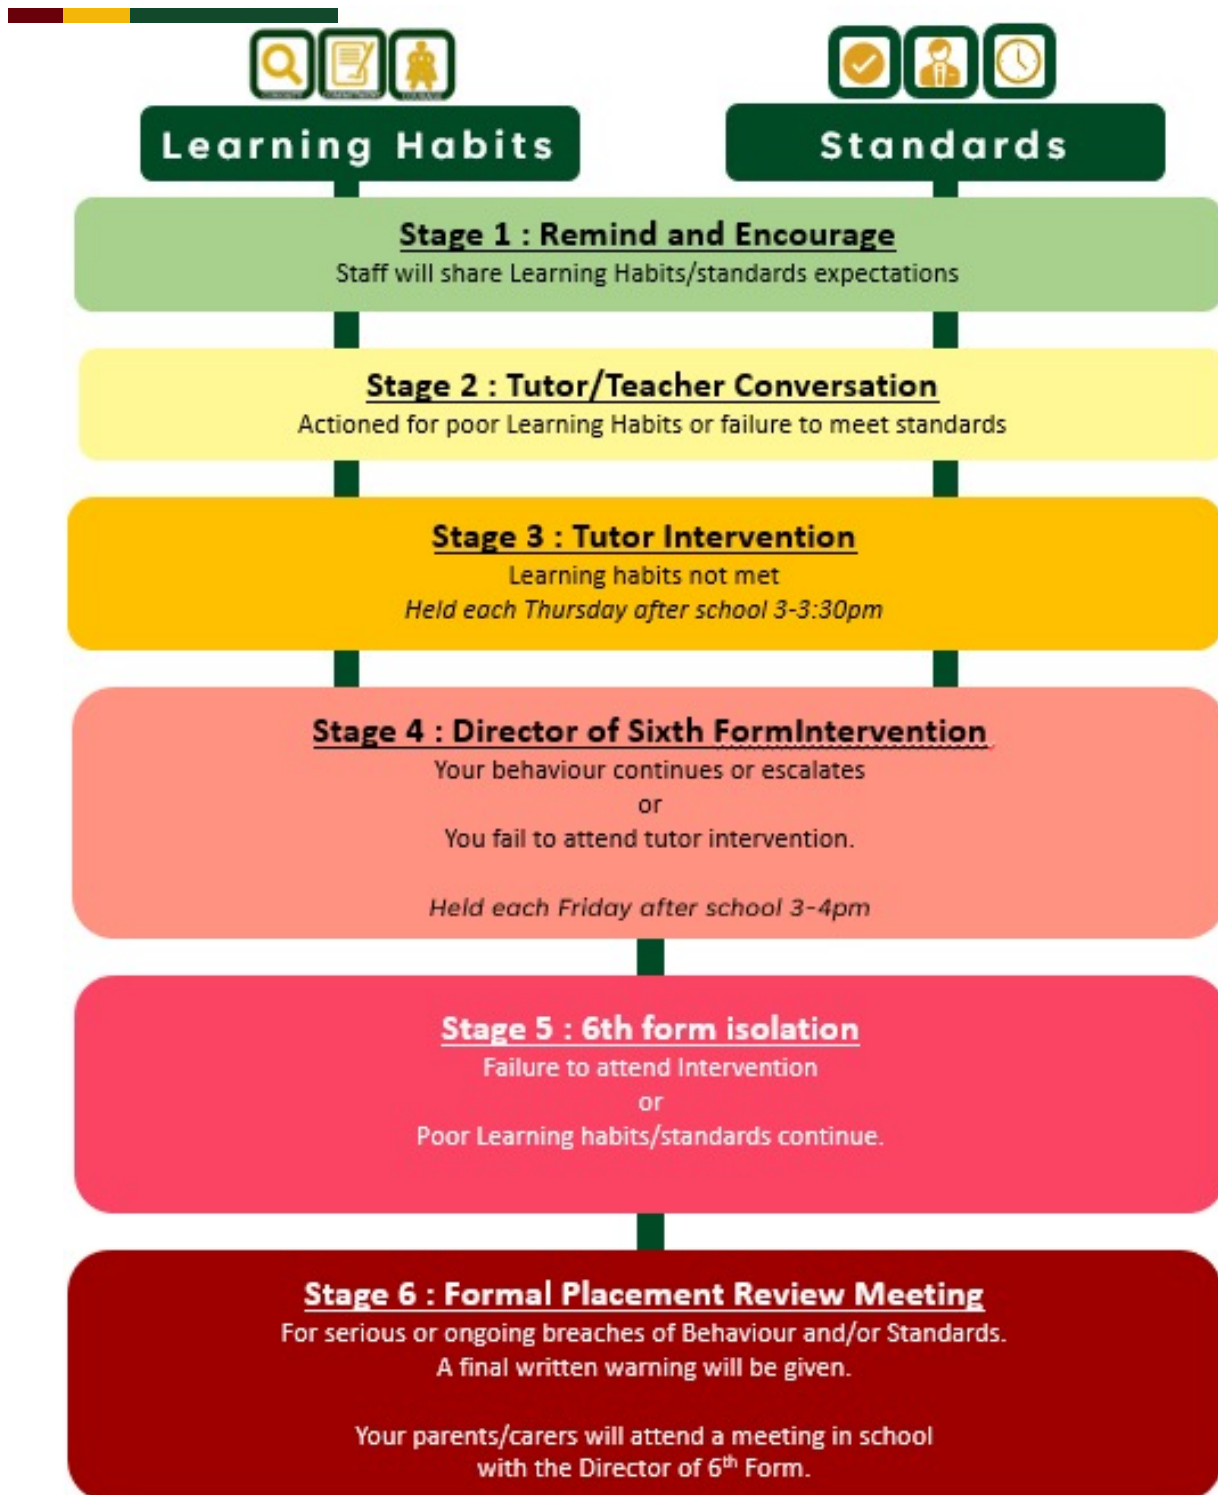 Learning Habits
Standards
Stage 1 : Remind and Encourage
Staff will share Learning Habits/standards expectations
Stage 2 : Tutor/Teacher Conversation
Actioned for poor Learning Habits or failure to meet standards
Stage 3 : Tutor Intervention
Learning habits not met
Held each Thursday after school 3-3:30pm
Stage 4 : Director of Sixth FormIntervention
Your behaviour continues or escalates
or
You fail to attend tutor intervention.
Held each Friday after school 3-4pm
Stage 5 : 6th form isolation
Failure to attend Intervention
or
Poor Learning habits/standards continue.
Stage 6 : Formal Placement Review Meeting
For serious or ongoing breaches of Behaviour and/or Standards.
A final written warning will be given.
Your parents/carers will attend a meeting in school
with the Director of 6th Form.